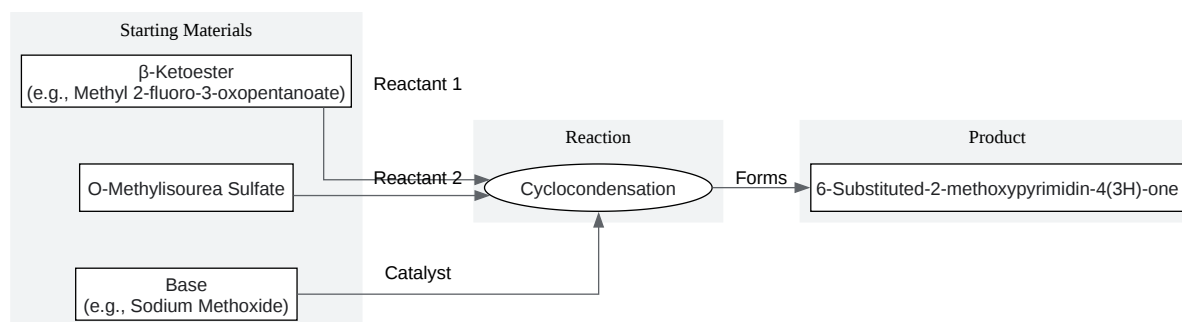 Starting Materials
β-Ketoester
(e.g., Methyl 2-fluoro-3-oxopentanoate)
Reactant 1
O-Methylisourea Sulfate
Reactant 2
Base
(e.g., Sodium Methoxide)
Catalyst
Reaction
Cyclocondensation
Forms
Product
6-Substituted-2-methoxypyrimidin-4(3H)-one